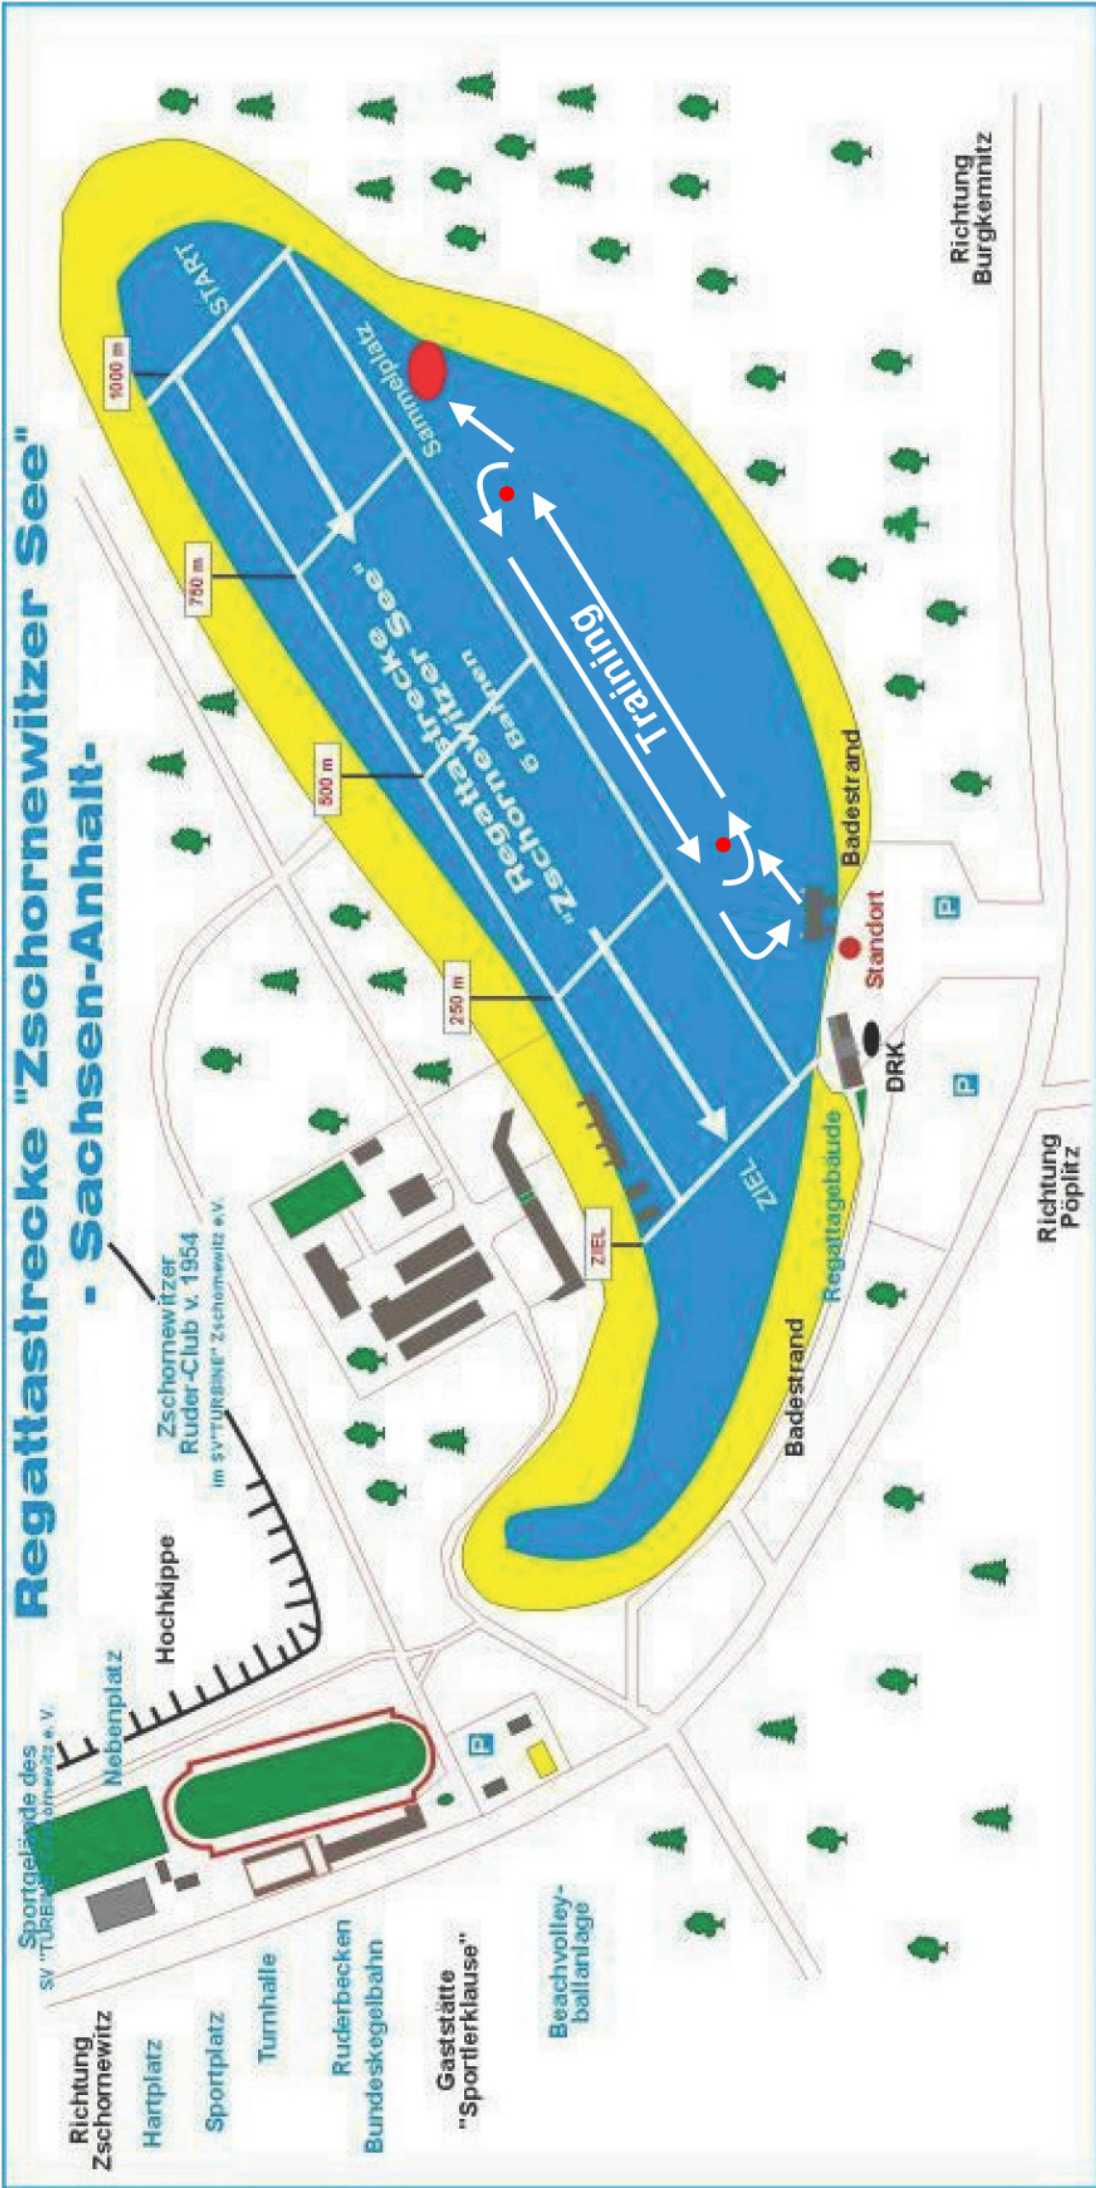 Regattastrecke "Zschornewitzer See"
- Sachsen-Anhalt-
Sportgelände des
SV "TURBINE" Zschornewitz e. V.
Nebenplatz
Hochkippe
Zschornewitzer
Ruder-Club v. 1954
im SV"TURBINE" Zschornewitz e.V.
1000 m
750 m
500 m
250 m
ZIEL
START
Sammelplatz
Regattastrecke
"Zschornewitzer See"
6 Bahnen
Training
ZIEL
Badestrand
Standort
DRK
Regattagebäude
Badestrand
P
P
P
Richtung
Burgkemnitz
Richtung
Pöplitz
Richtung
Zschornewitz
Hartplatz
Sportplatz
Turnhalle
Ruderbecken
Bundeskegelbahn
Gaststätte
"Sportlerklause"
Beachvolley-
ballanlage